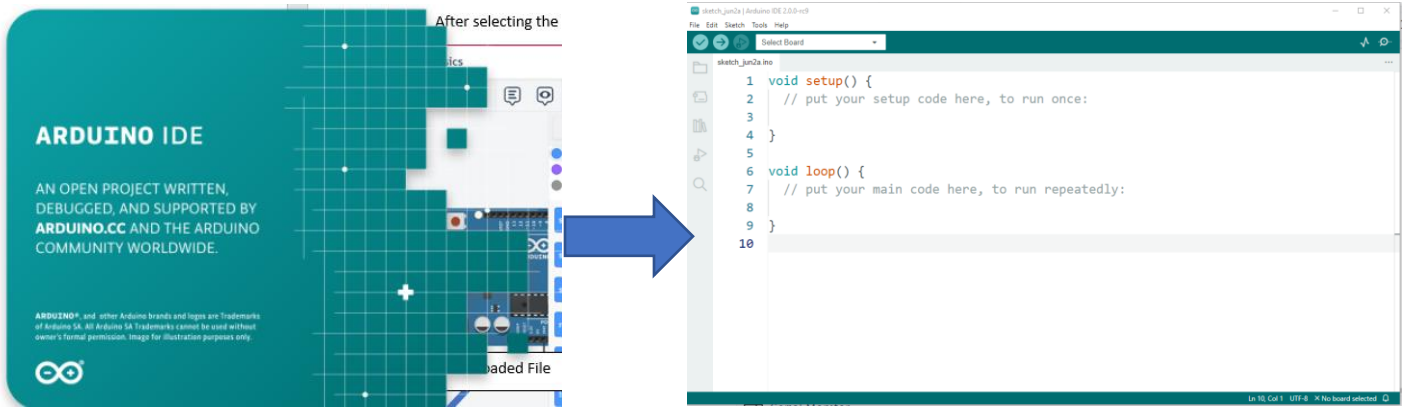 After selecting the
sics
ARDUINO IDE
AN OPEN PROJECT WRITTEN,
DEBUGGED, AND SUPPORTED BY
ARDUINO.CC AND THE ARDUINO
COMMUNITY WORLDWIDE.
ARDUINO®, and other Arduino brands and logos are Trademarks
of Arduino SA. All Arduino SA Trademarks cannot be used without
owner's formal permission. Image for illustration purposes only.
oaded File
sketch_jun2a | Arduino IDE 2.0.0-rc9
File Edit Sketch Tools Help
Select Board
sketch_jun2a.ino
1 void setup() {
2 // put your setup code here, to run once:
3
4 }
5
6 void loop() {
7 // put your main code here, to run repeatedly:
8
9 }
10
Ln 10, Col 1 UTF-8 × No board selected